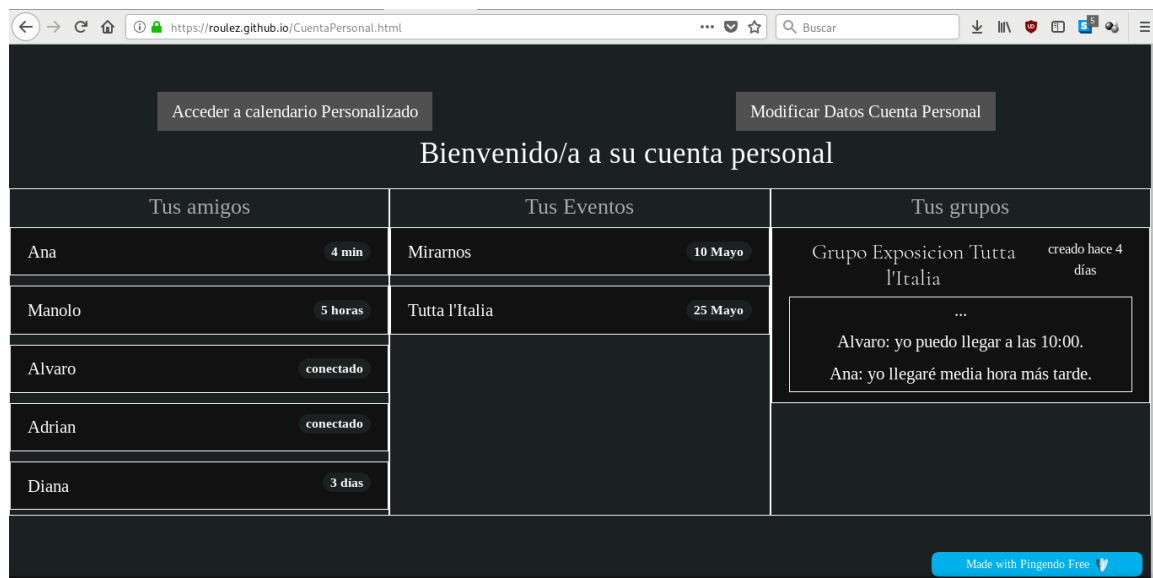 https://roulez.github.io/CuentaPersonal.html
Buscar
5
Acceder a calendario Personalizado
Modificar Datos Cuenta Personal
Bienvenido/a a su cuenta personal
Tus amigos
Ana
4 min
Manolo
5 horas
Alvaro
conectado
Adrian
conectado
Diana
3 días
Tus Eventos
Mirarnos
10 Mayo
Tutta l'Italia
25 Mayo
Tus grupos
Grupo Exposicion Tutta
l'Italia
creado hace 4
días
...
Alvaro: yo puedo llegar a las 10:00.
Ana: yo llegaré media hora más tarde.
Made with Pingendo Free